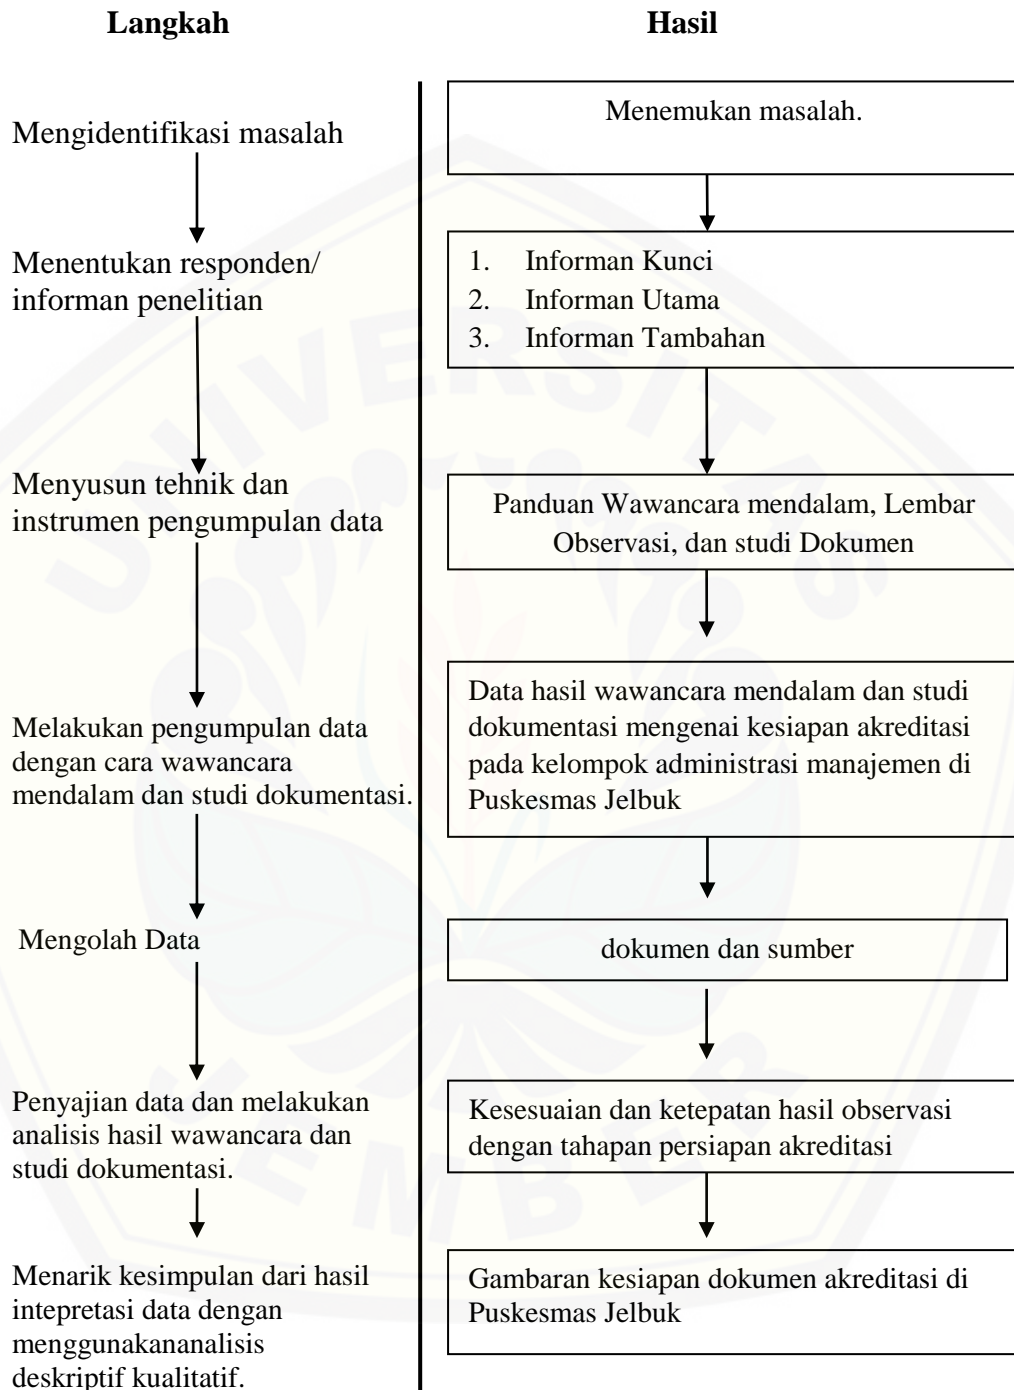 Langkah
Hasil
Mengidentifikasi masalah
Menemukan masalah.
Menentukan responden/
informan penelitian
1. Informan Kunci
2. Informan Utama
3. Informan Tambahan
Menyusun tehnik dan
instrumen pengumpulan data
Panduan Wawancara mendalam, Lembar
Observasi, dan studi Dokumen
Melakukan pengumpulan data
dengan cara wawancara
mendalam dan studi dokumentasi.
Data hasil wawancara mendalam dan studi
dokumentasi mengenai kesiapan akreditasi
pada kelompok administrasi manajemen di
Puskesmas Jelbuk
Mengolah Data
dokumen dan sumber
Penyajian data dan melakukan
analisis hasil wawancara dan
studi dokumentasi.
Kesesuaian dan ketepatan hasil observasi
dengan tahapan persiapan akreditasi
Menarik kesimpulan dari hasil
intepretasi data dengan
menggunakananalisis
deskriptif kualitatif.
Gambaran kesiapan dokumen akreditasi di
Puskesmas Jelbuk
UNIVERSITAS
JEMBER